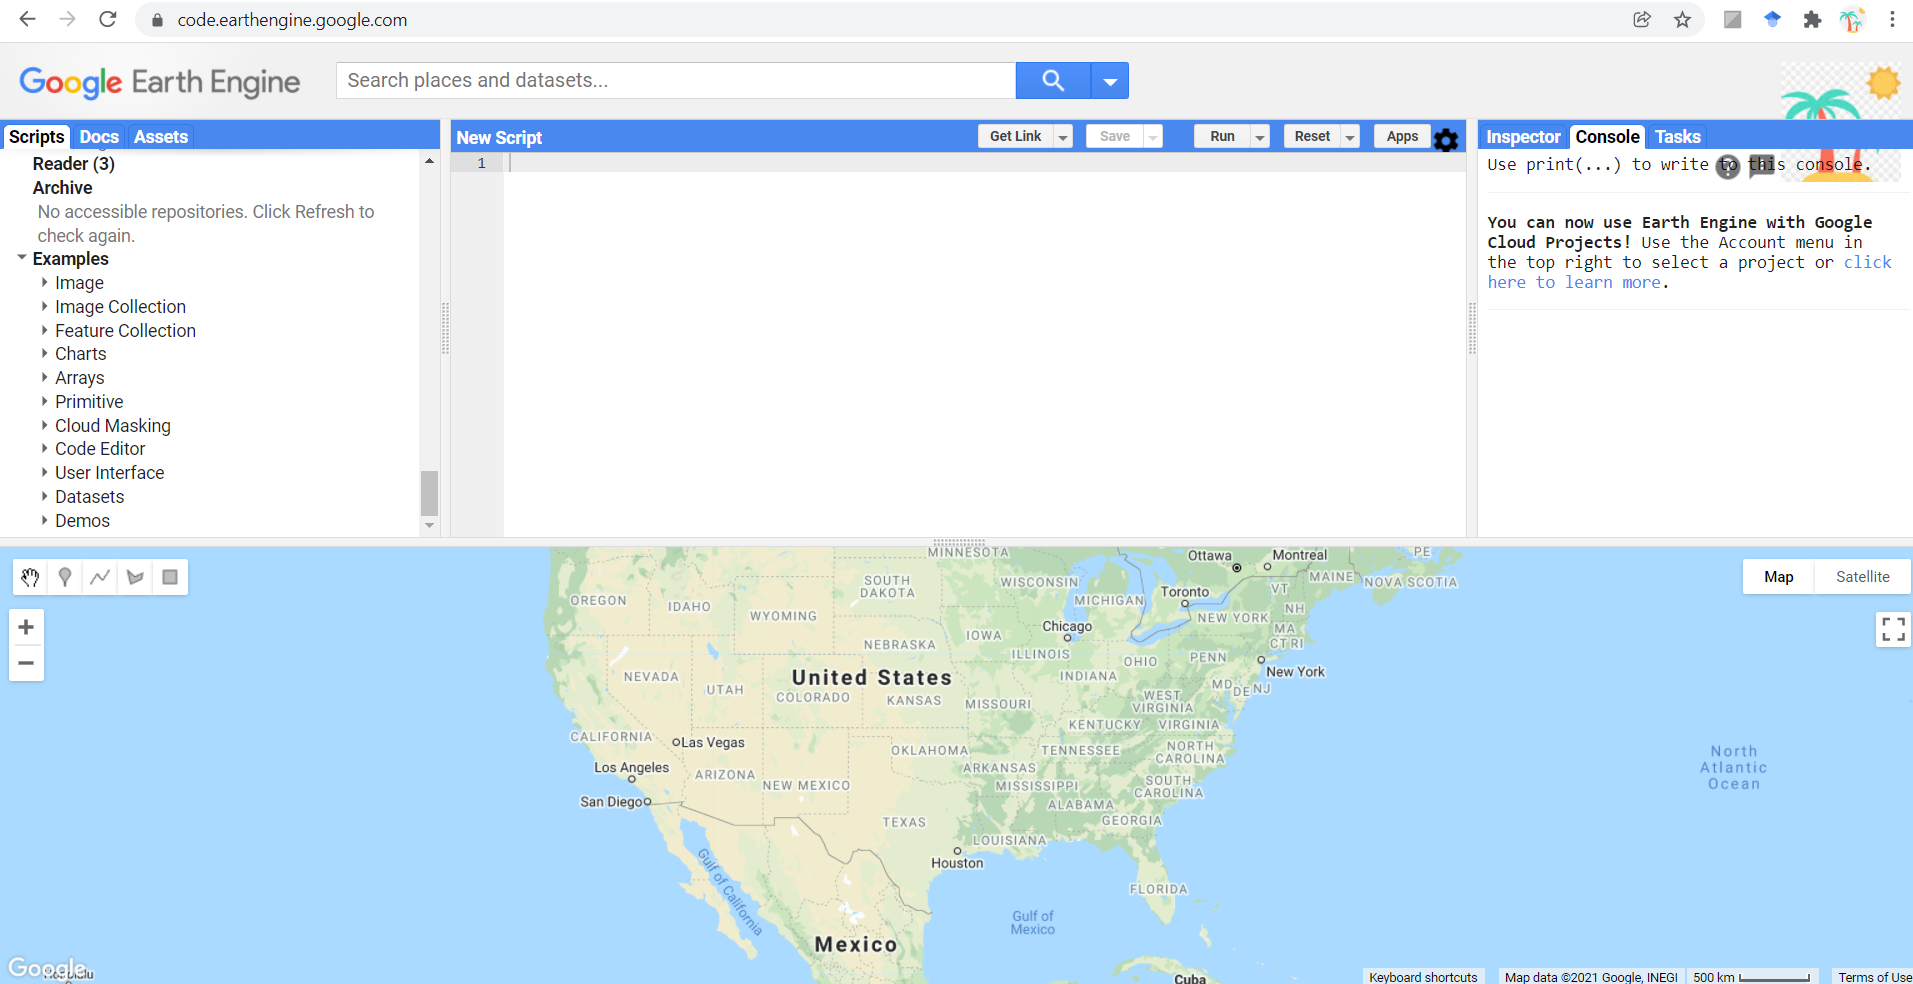 code.earthengine.google.com
Google Earth Engine
Search places and datasets...
Scripts Docs Assets
New Script
Get Link Save Run Reset Apps
Inspector Console Tasks
Reader (3)
Archive
No accessible repositories. Click Refresh to
check again.
Examples
Image
Image Collection
Feature Collection
Charts
Arrays
Primitive
Cloud Masking
Code Editor
User Interface
Datasets
Demos
1
Use print(...) to write to this console.
You can now use Earth Engine with Google
Cloud Projects! Use the Account menu in
the top right to select a project or click
here to learn more.
Map Satellite
MINNESOTA
Ottawa
Montreal
PE
SOUTH
DAKOTA
WISCONSIN
MICHIGAN
Toronto
VT
MAINE
NOVA SCOTIA
OREGON
IDAHO
WYOMING
NH
NEW YORK
MA
CT RI
Chicago
IOWA
NEBRASKA
ILLINOIS
OHIO
PENN
New York
NEVADA
UTAH
United States
COLORADO
KANSAS
MISSOURI
INDIANA
WEST
VIRGINIA
MD
DE
NJ
KENTUCKY
VIRGINIA
CALIFORNIA
Las Vegas
OKLAHOMA
TENNESSEE
NORTH
CAROLINA
Los Angeles
ARIZONA
NEW MEXICO
ARKANSAS
MISSISSIPPI
SOUTH
CAROLINA
San Diego
TEXAS
ALABAMA
GEORGIA
LOUISIANA
Houston
FLORIDA
Gulf of California
Gulf of
Mexico
Mexico
Cuba
North
Atlantic
Ocean
Google
Honolulu
Keyboard shortcuts
Map data ©2021 Google, INEGI
500 km
Terms of Use